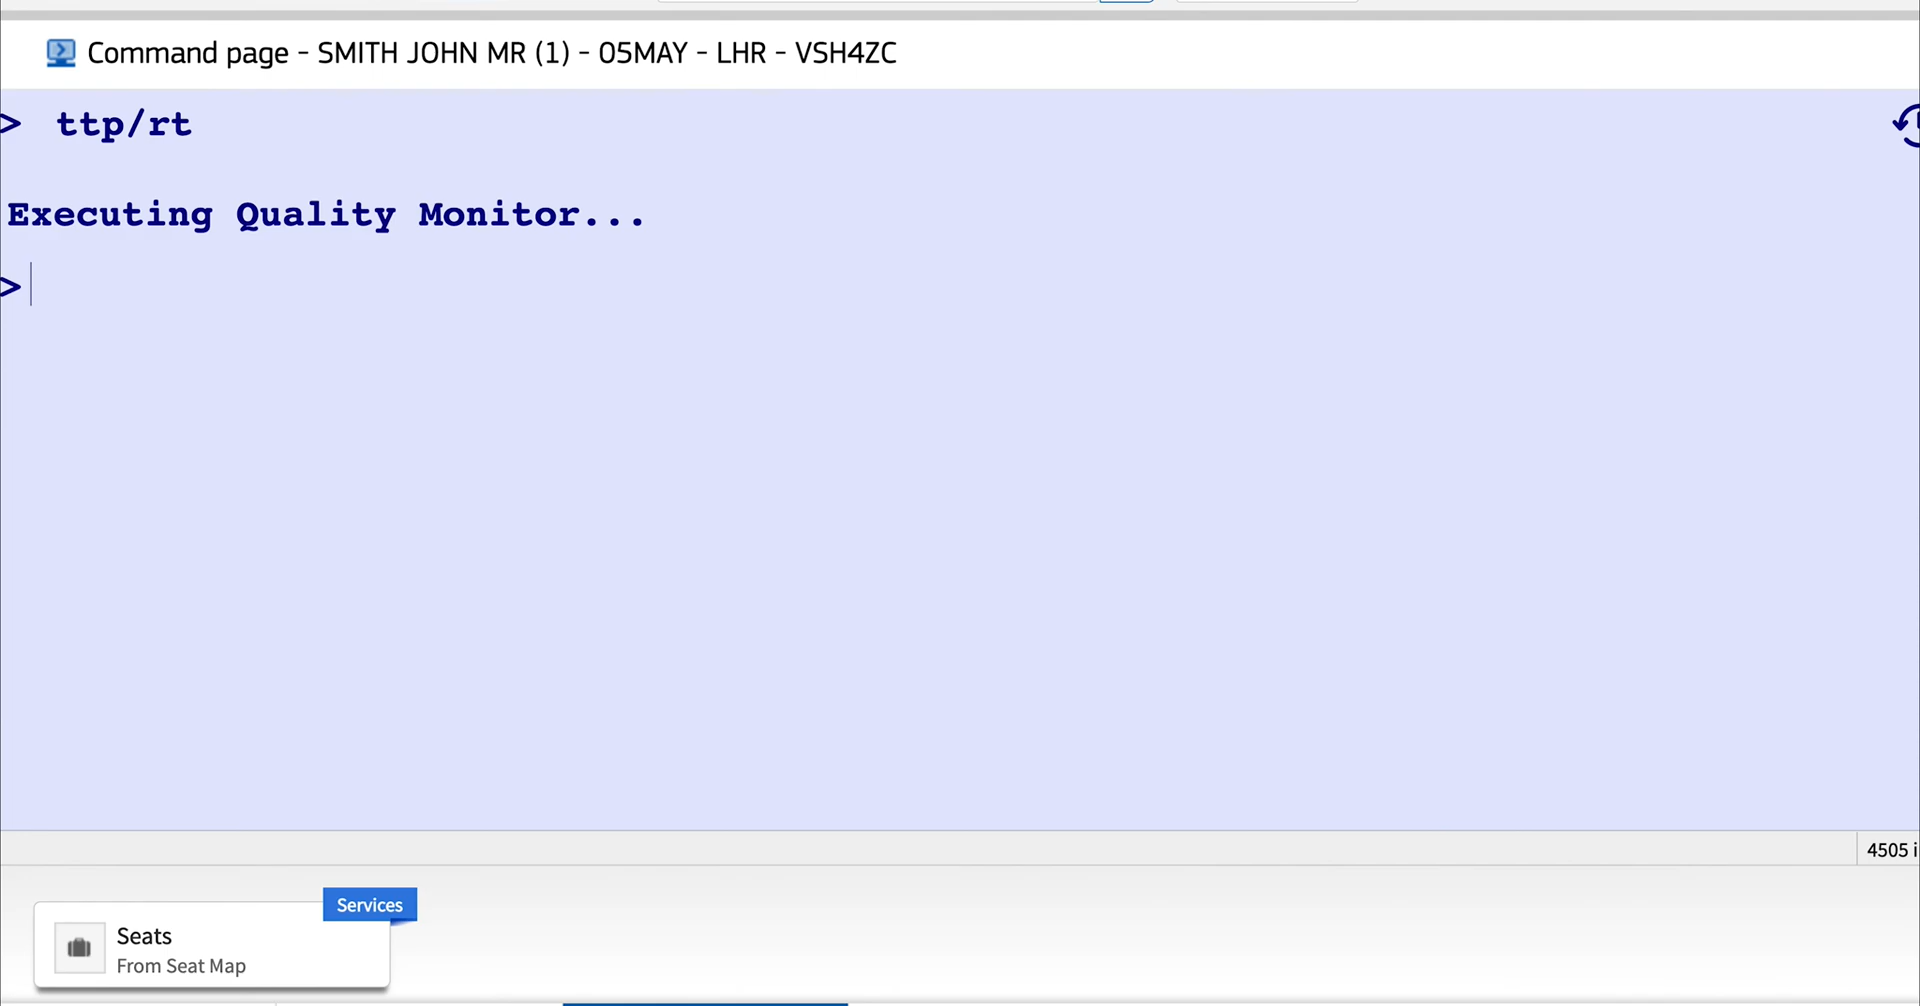 Command page - SMITH JOHN MR (1) - 05MAY - LHR - VSH4ZC
> ttp/rt
Executing Quality Monitor...
>
4505 i
Services
Seats
From Seat Map